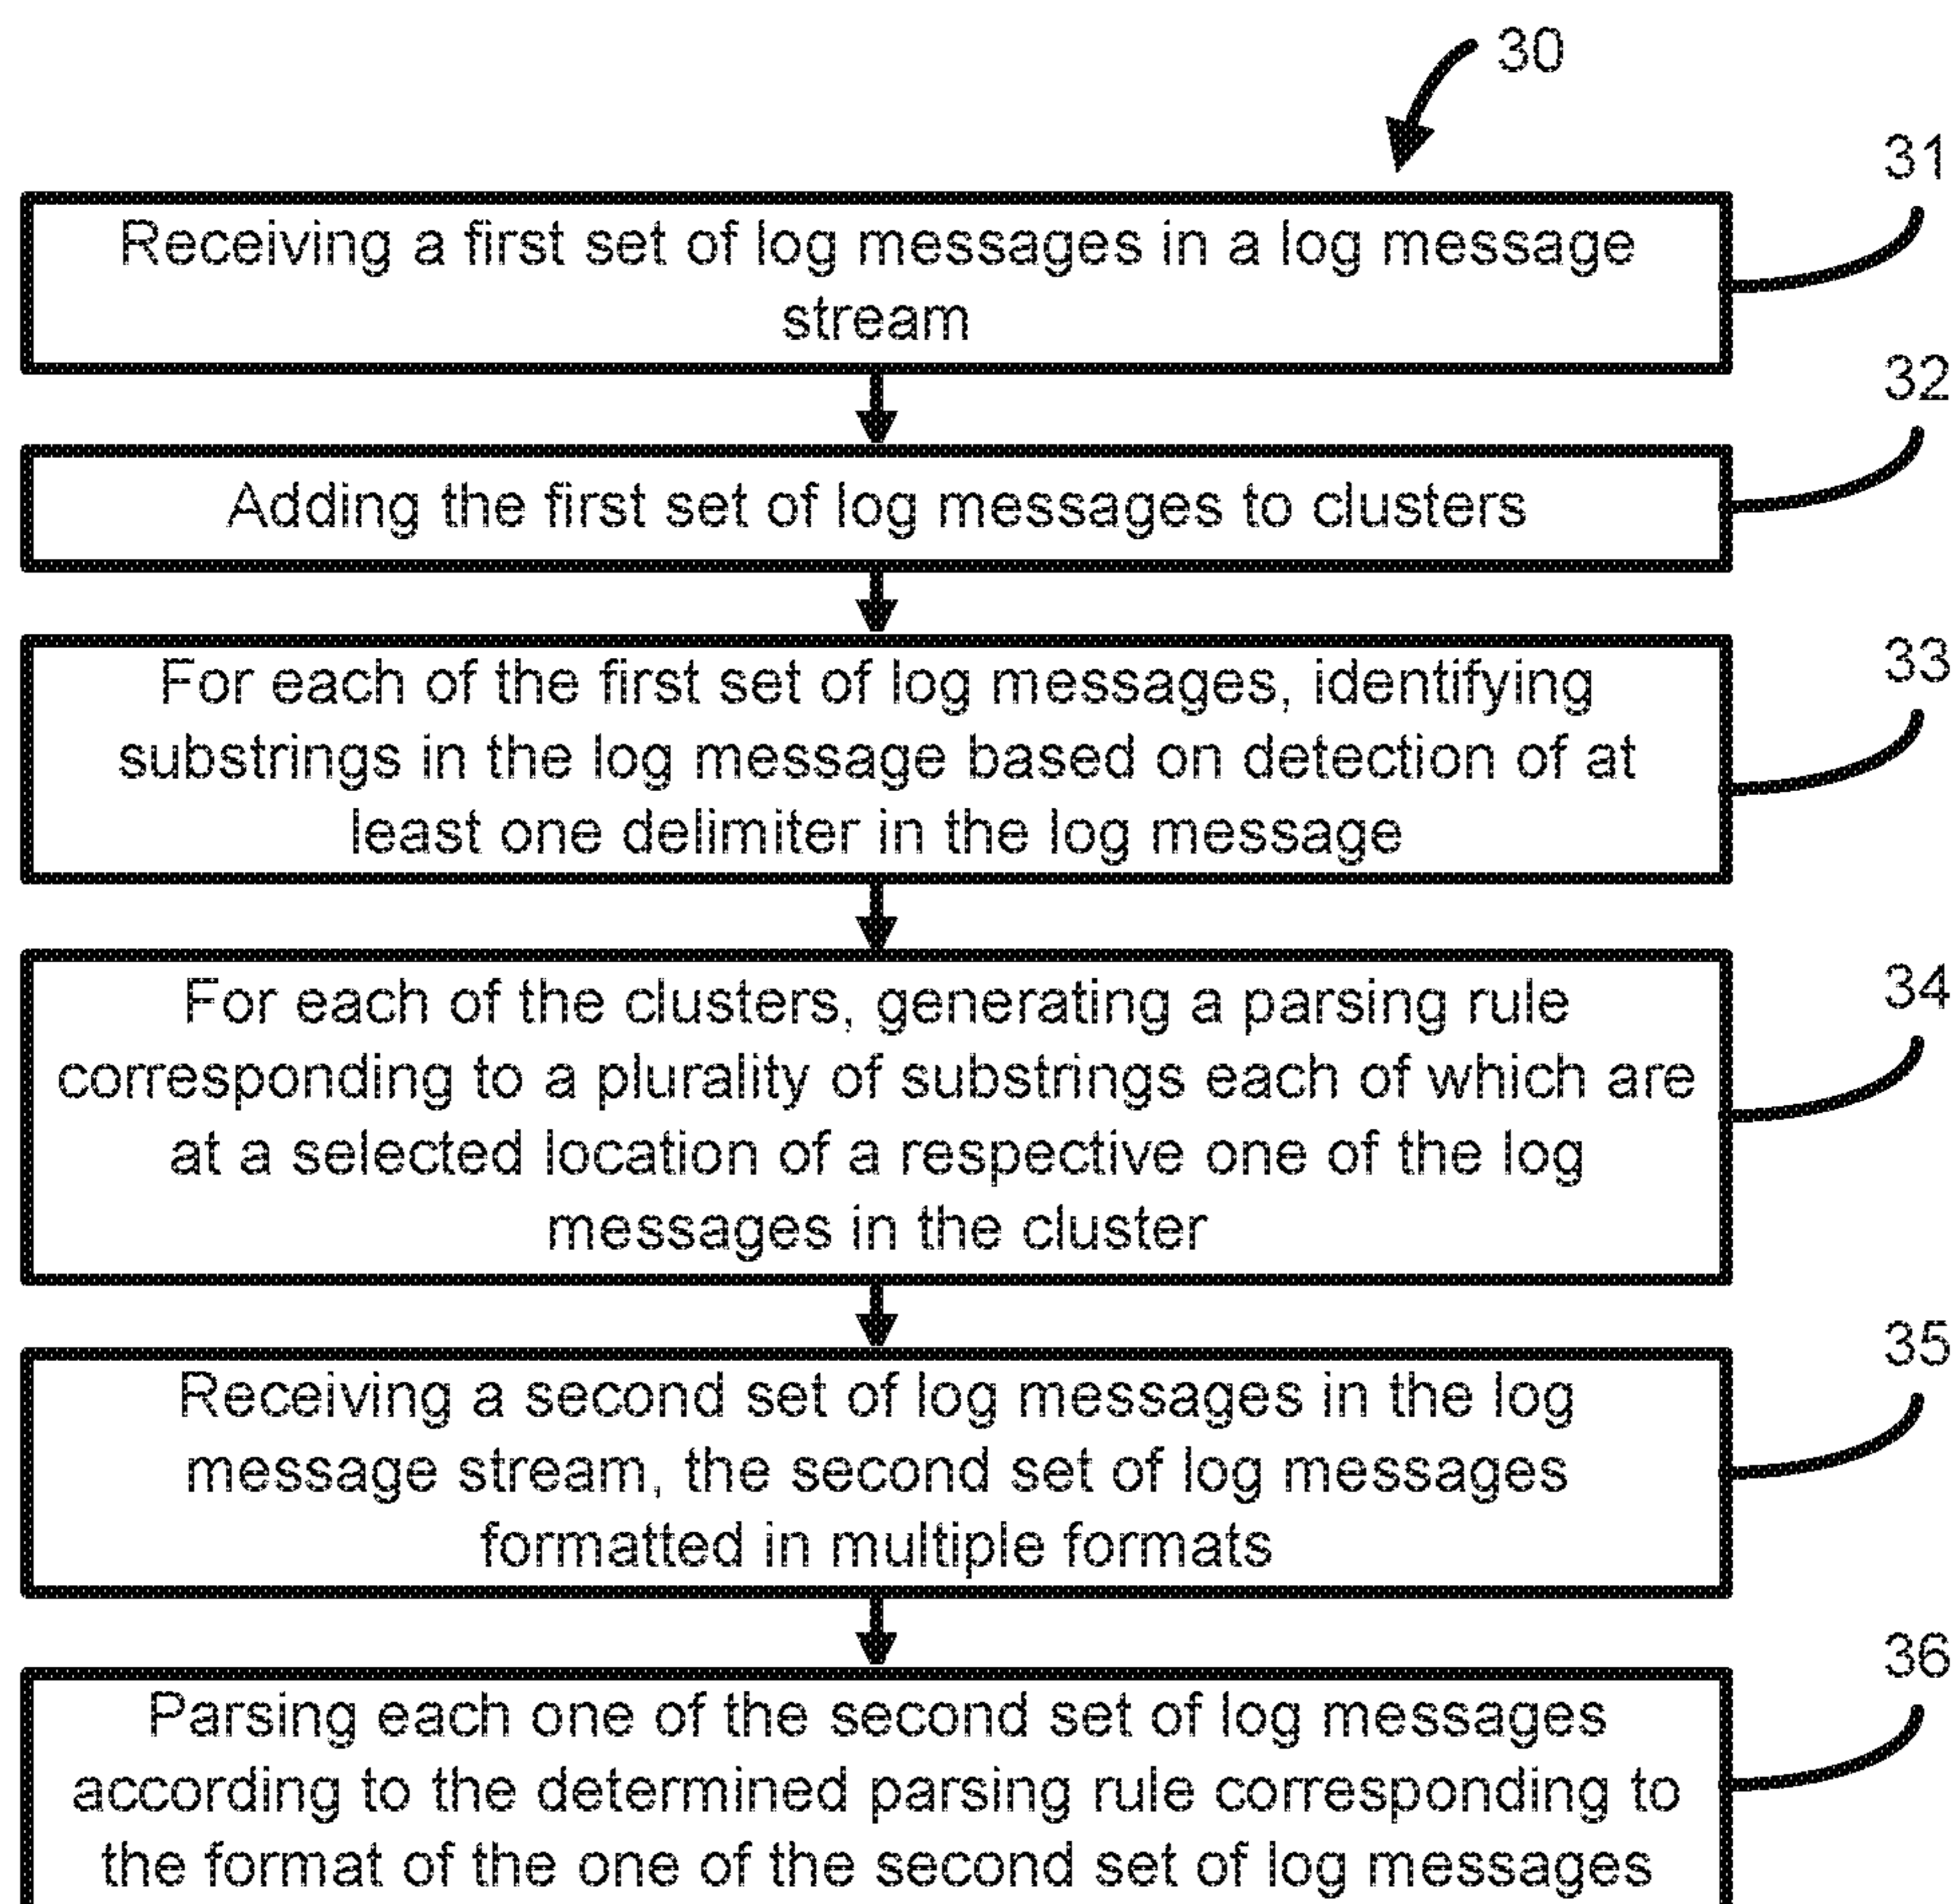 30
31
Receiving a first set of log messages in a log message
stream
32
Adding the first set of log messages to clusters
33
For each of the first set of log messages, identifying
substrings in the log message based on detection of at
least one delimiter in the log message
34
For each of the clusters, generating a parsing rule
corresponding to a plurality of substrings each of which are
at a selected location of a respective one of the log
messages in the cluster
35
Receiving a second set of log messages in the log
message stream, the second set of log messages
formatted in multiple formats
36
Parsing each one of the second set of log messages
according to the determined parsing rule corresponding to
the format of the one of the second set of log messages